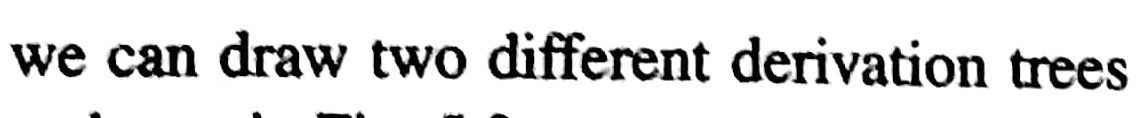 we can draw two different derivation trees